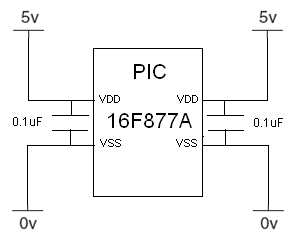 5v 5v
PIC
VDD VDD
0.1uF 16F877A 0.1uF
VSS VSS
0v 0v